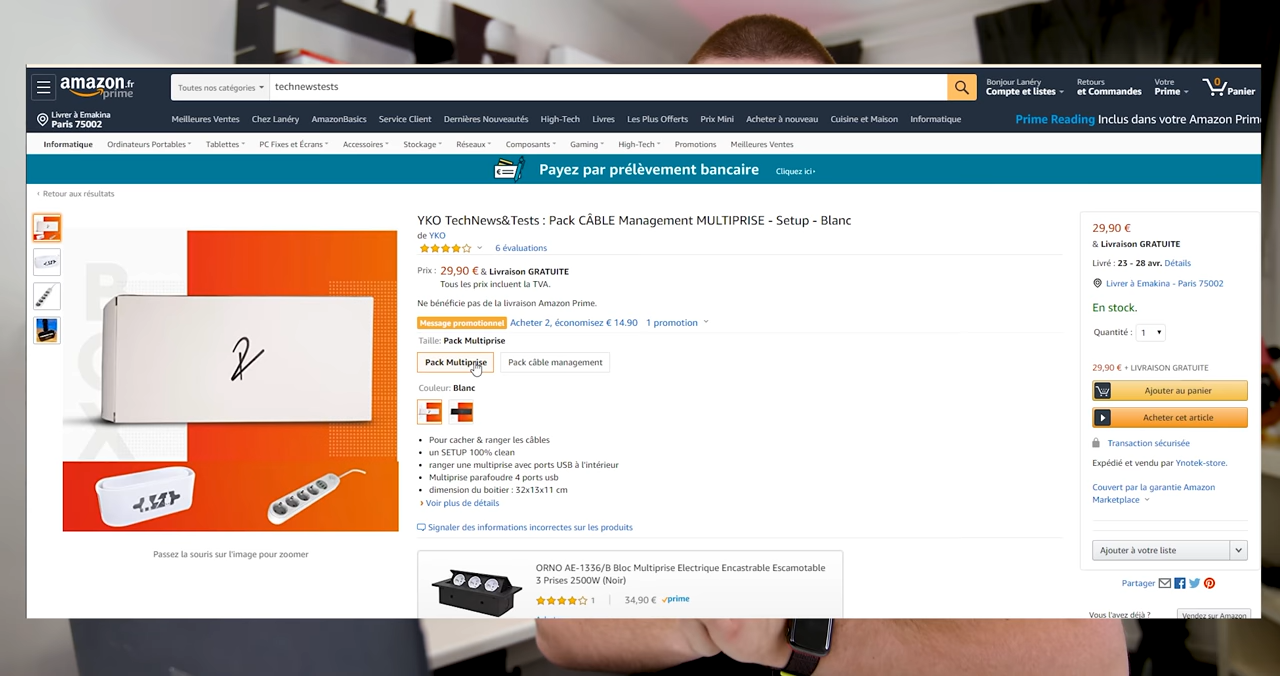 amazon.fr
prime
Toutes nos catégories
technewstests
Bonjour Lanéry
Compte et listes
Retours
et Commandes
Votre
Prime
0
Panier
Livrer à Emakina
Paris 75002
Meilleures Ventes
Chez Lanéry
AmazonBasics
Service Client
Dernières Nouveautés
High-Tech
Livres
Les Plus Offerts
Prix Mini
Acheter à nouveau
Cuisine et Maison
Informatique
Prime Reading Inclus dans votre Amazon Prim
Informatique
Ordinateurs Portables
Tablettes
PC Fixes et Écrans
Accessoires
Stockage
Réseaux
Composants
Gaming
High-Tech
Promotions
Meilleures Ventes
Payez par prélèvement bancaire
Cliquez ici
‹ Retour aux résultats
BOX
Passez la souris sur l'image pour zoomer
YKO TechNews&Tests : Pack CÂBLE Management MULTIPRISE - Setup - Blanc
de YKO
6 évaluations
Prix : 29,90 € & Livraison GRATUITE
Tous les prix incluent la TVA.
Ne bénéficie pas de la livraison Amazon Prime.
Message promotionnel Acheter 2, économisez € 14.90 1 promotion
Taille: Pack Multiprise
Pack Multiprise
Pack câble management
Couleur: Blanc
• Pour cacher & ranger les câbles
• un SETUP 100% clean
• ranger une multiprise avec ports USB à l'intérieur
• Multiprise parafoudre 4 ports usb
• dimension du boitier : 32x13x11 cm
› Voir plus de détails
Signaler des informations incorrectes sur les produits
ORNO AE-1336/B Bloc Multiprise Electrique Encastrable Escamotable
3 Prises 2500W (Noir)
1
34,90 €
prime
29,90 €
& Livraison GRATUITE
Livré : 23 - 28 avr. Détails
Livrer à Emakina - Paris 75002
En stock.
Quantité : 1
29,90 € + LIVRAISON GRATUITE
Ajouter au panier
Acheter cet article
Transaction sécurisée
Expédié et vendu par Ynotek-store.
Couvert par la garantie Amazon
Marketplace
Ajouter à votre liste
Partager
Vous l'avez déjà ?
Vendez sur Amazon